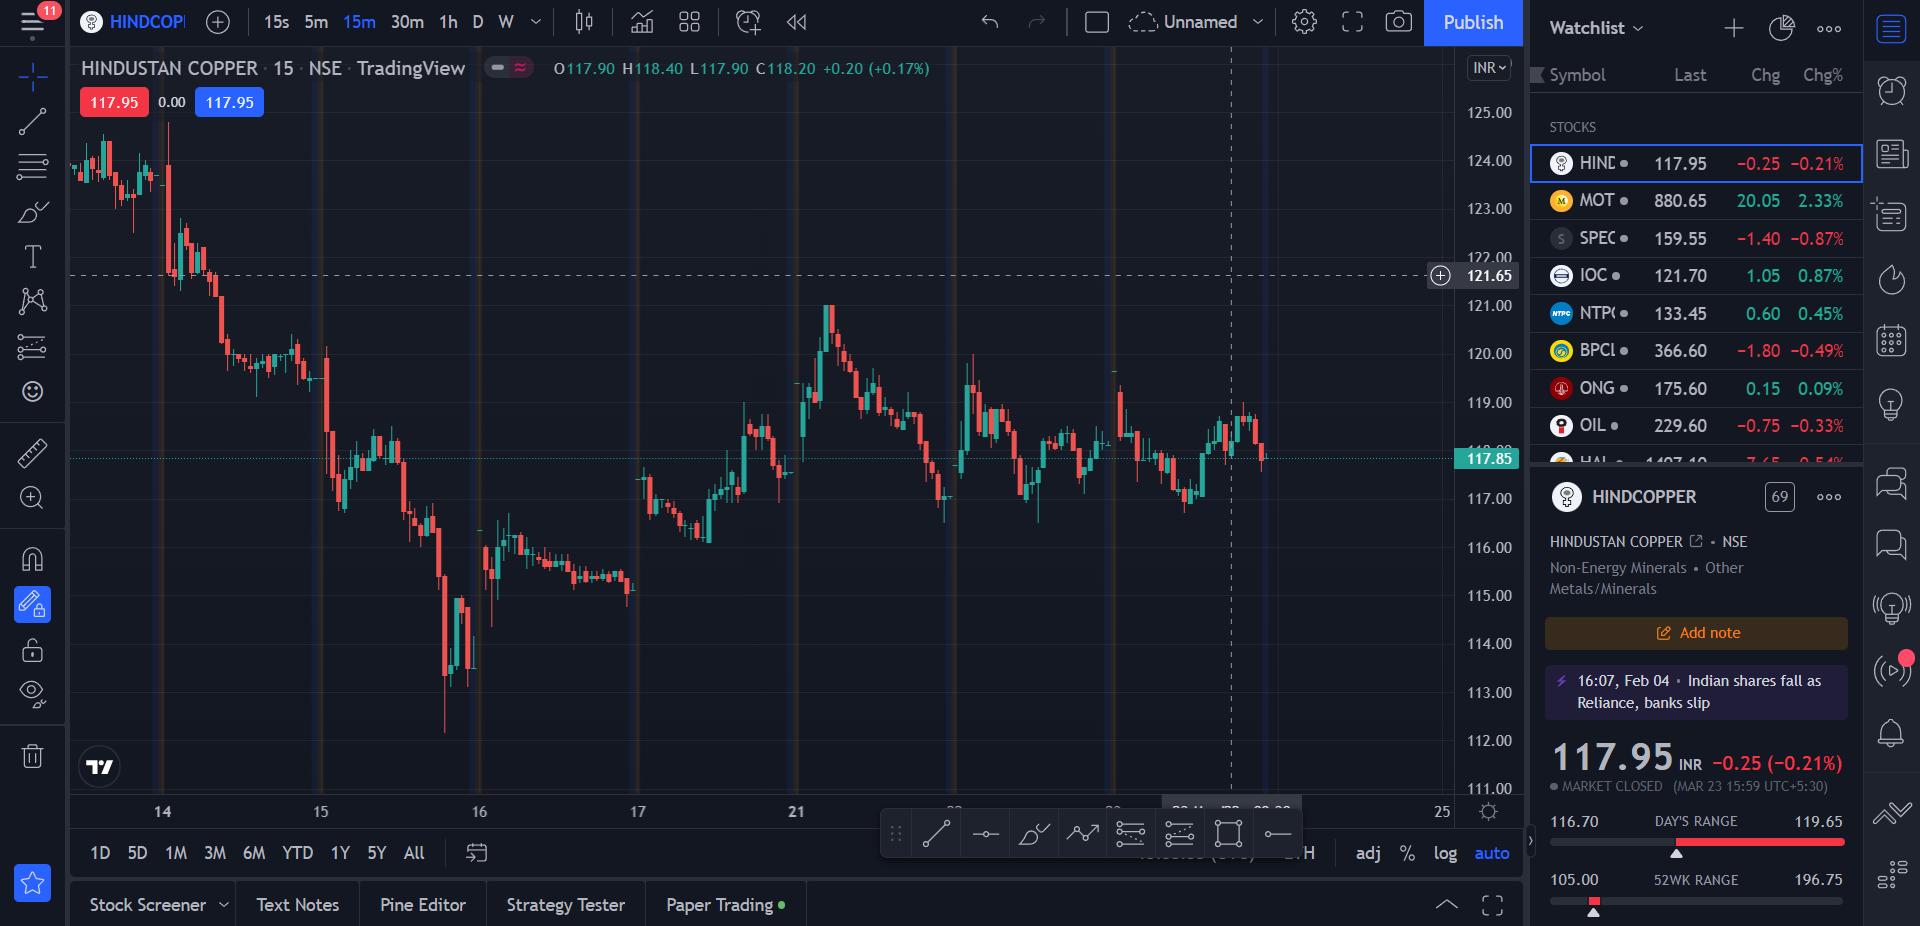 11
HINDCOPI
15s 5m 15m 30m 1h D W
Unnamed
Publish
HINDUSTAN COPPER · 15 · NSE · TradingView
O117.90 H118.40 L117.90 C118.20 +0.20 (+0.17%)
117.95 0.00 117.95
INR
125.00
124.00
123.00
122.00
121.65
121.00
120.00
119.00
117.85
117.00
116.00
115.00
114.00
113.00
112.00
111.00
14 15 16 17 21 25
1D 5D 1M 3M 6M YTD 1Y 5Y All
adj % log auto
Stock Screener Text Notes Pine Editor Strategy Tester Paper Trading
Watchlist
Symbol Last Chg Chg%
STOCKS
HIND 117.95 −0.25 −0.21%
M MOT 880.65 20.05 2.33%
S SPEC 159.55 −1.40 −0.87%
IOC 121.70 1.05 0.87%
NTPC NTP 133.45 0.60 0.45%
BPCL 366.60 −1.80 −0.49%
ONG 175.60 0.15 0.09%
OIL 229.60 −0.75 −0.33%
HINDCOPPER 69
HINDUSTAN COPPER • NSE
Non-Energy Minerals • Other
Metals/Minerals
Add note
16:07, Feb 04 • Indian shares fall as
Reliance, banks slip
117.95 INR −0.25 (−0.21%)
MARKET CLOSED (MAR 23 15:59 UTC+5:30)
116.70 DAY'S RANGE 119.65
105.00 52WK RANGE 196.75